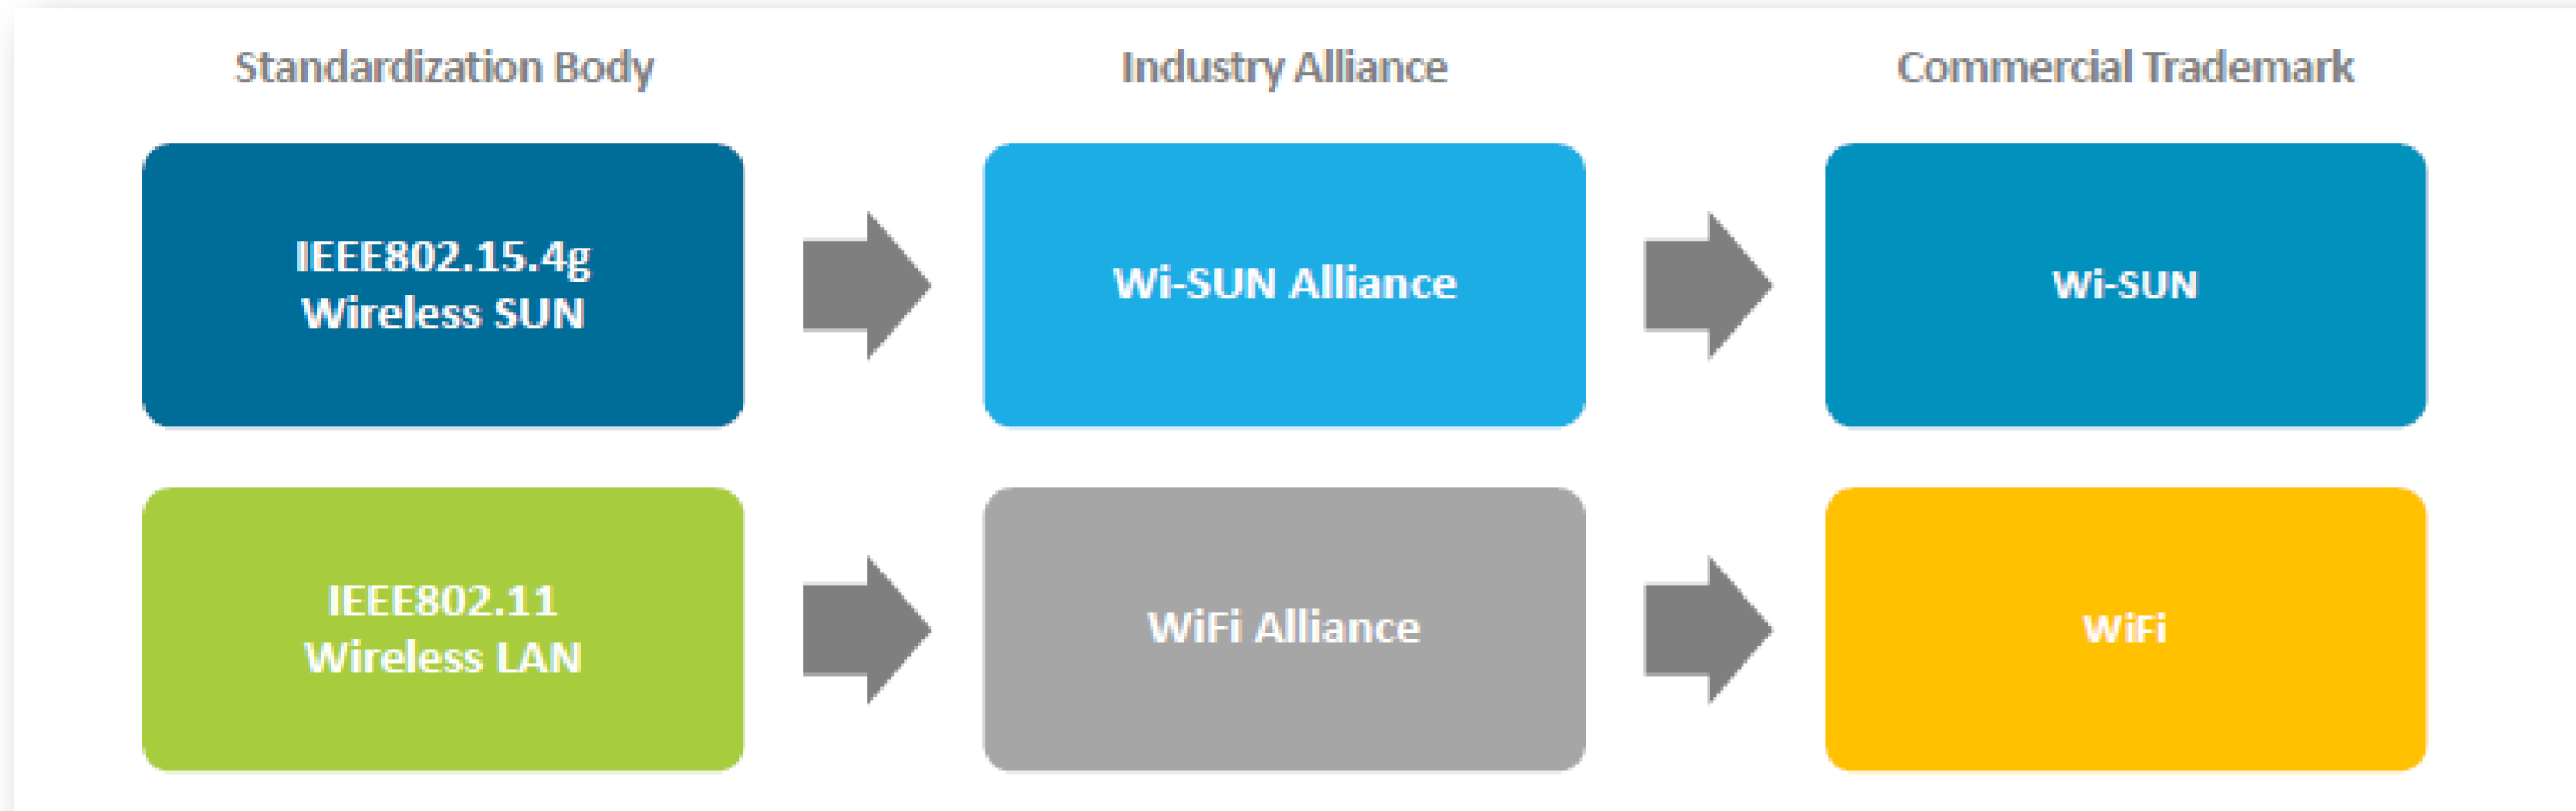 Standardization Body
Industry Alliance
Commercial Trademark
IEEE802.15.4g
Wireless SUN
Wi-SUN Alliance
Wi-SUN
IEEE802.11
Wireless LAN
WiFi Alliance
WiFi